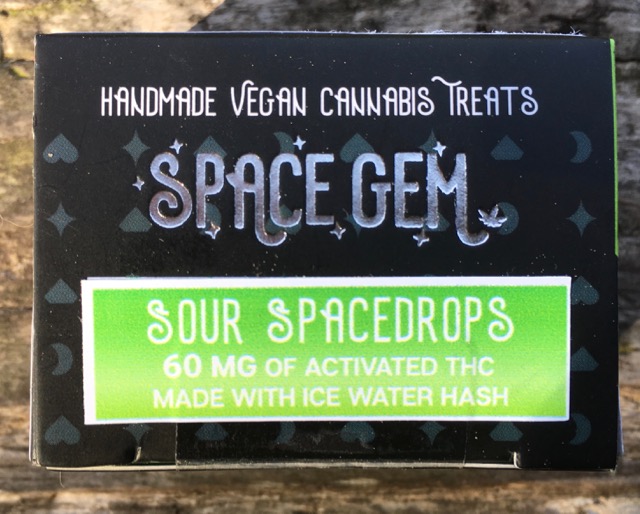 HANDMADE VEGAN CANNABIS TREATS
SPACE GEM
SOUR SPACEDROPS
60 MG OF ACTIVATED THC
MADE WITH ICE WATER HASH